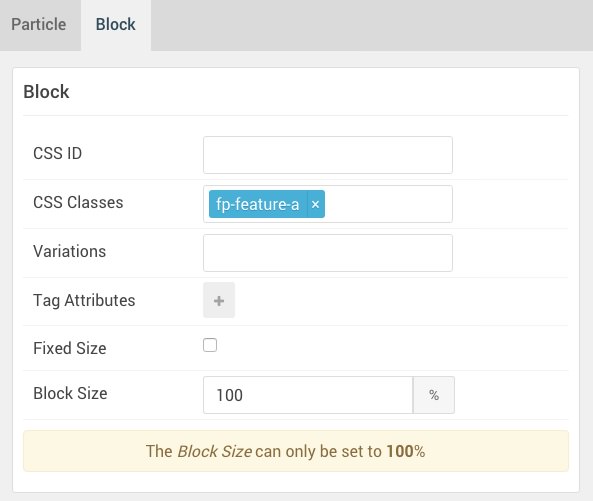 Particle Block
Block
CSS ID
CSS Classes fp-feature-a ×
Variations
Tag Attributes +
Fixed Size
Block Size 100 %
The Block Size can only be set to 100%